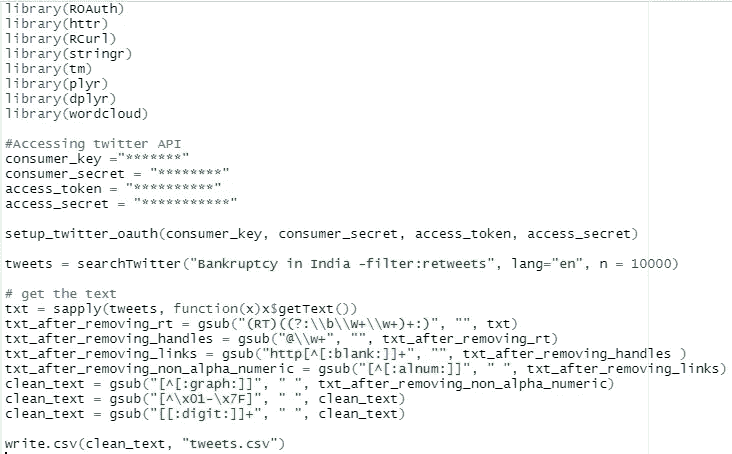 library(ROAuth)
library(httr)
library(RCurl)
library(stringr)
library(tm)
library(plyr)
library(dplyr)
library(wordcloud)
#Accessing twitter API
consumer_key ="*******"
consumer_secret = "********"
access_token = "**********"
access_secret = "***********"
setup_twitter_oauth(consumer_key, consumer_secret, access_token, access_secret)
tweets = searchTwitter("Bankruptcy in India -filter:retweets", lang="en", n = 10000)
# get the text
txt = sapply(tweets, function(x)x$getText())
txt_after_removing_rt = gsub("(RT)((?:\\b\\W+\\w+)+:)", "", txt)
txt_after_removing_handles = gsub("@\\w+", "", txt_after_removing_rt)
txt_after_removing_links = gsub("http[^[:blank:]]+", "", txt_after_removing_handles )
txt_after_removing_non_alpha_numeric = gsub("[^[:alnum:]]", " ", txt_after_removing_links)
clean_text = gsub("[^[:graph:]]", " ", txt_after_removing_non_alpha_numeric)
clean_text = gsub("[^\x01-\x7F]", " ", clean_text)
clean_text = gsub("[[:digit:]]+", " ", clean_text)
write.csv(clean_text, "tweets.csv")